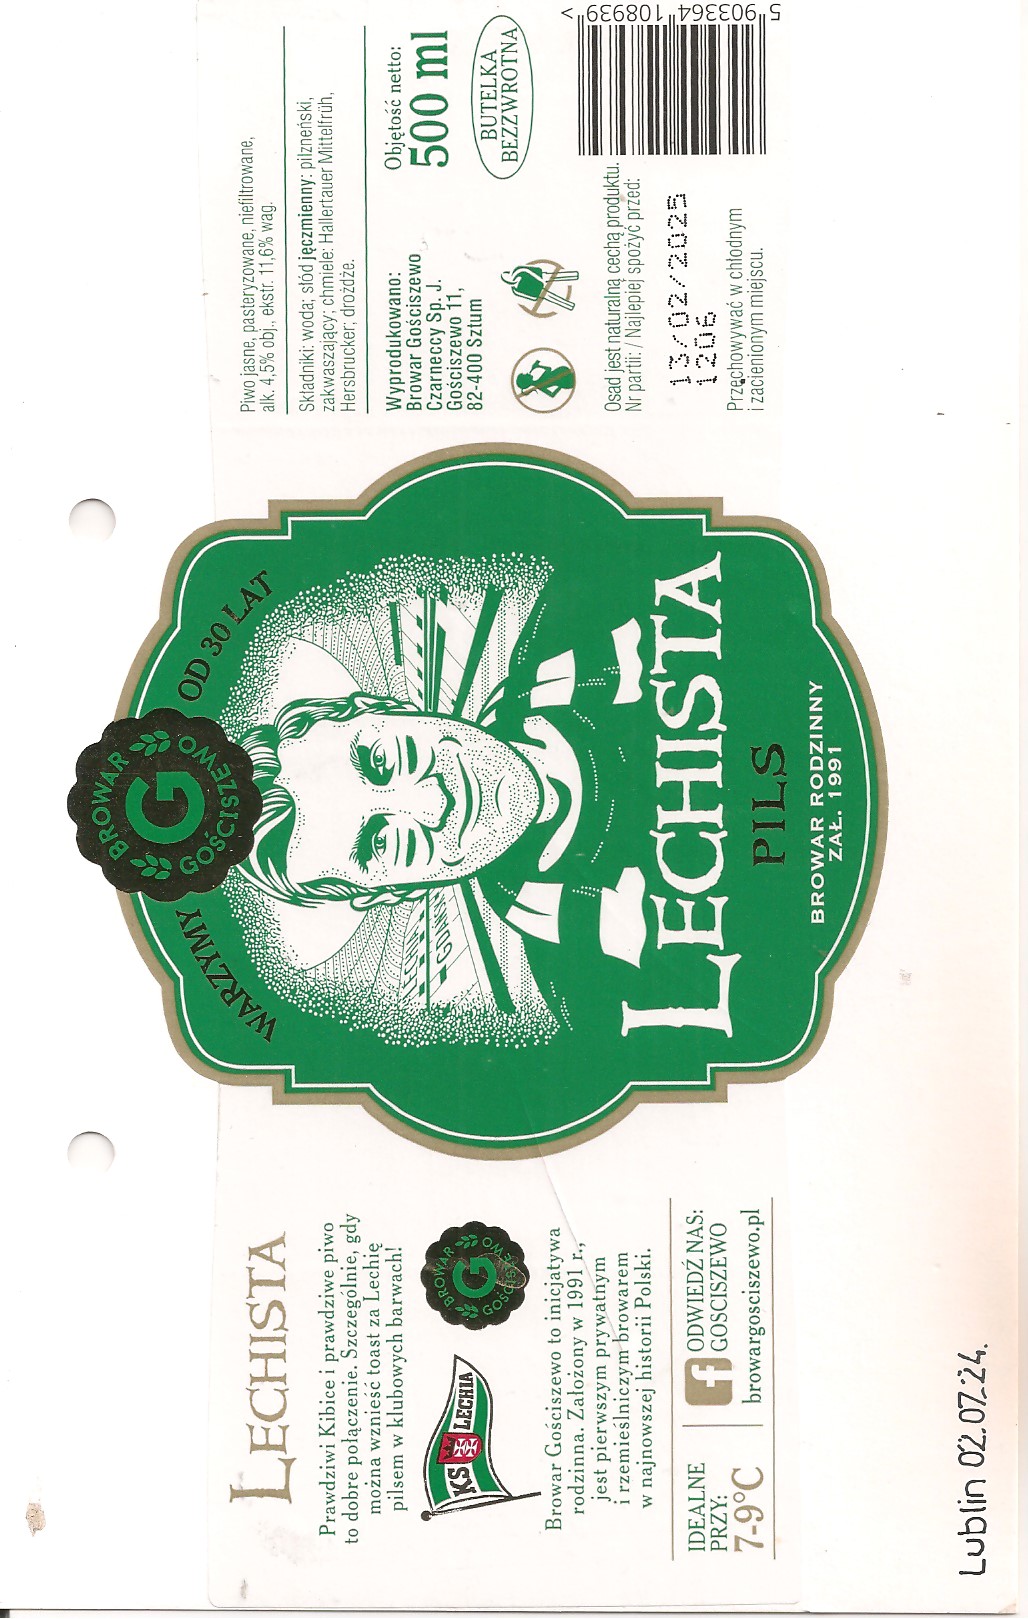 LECHISTA
Prawdziwi Kibice i prawdziwe piwo
to dobre połączenie. Szczególnie, gdy
można wznieść toast za Lechię
pilsem w klubowych barwach!
KS LECHIA
BROWAR
G
GOŚCISZEWO
Browar Gościszewo to inicjatywa
rodzinna. Założony w 1991 r.,
jest pierwszym prywatnym
i rzemieślniczym browarem
w najnowszej historii Polski.
IDEALNE
PRZY:
7-9°C
f ODWIEDŹ NAS:
GOSCISZEWO
browargosciszewo.pl
WARZYMY OD 30 LAT
BROWAR
G
GOŚCISZEWO
LECHISTA
PILS
BROWAR RODZINNY
ZAŁ. 1991
Piwo jasne, pasteryzowane, niefiltrowane,
alk. 4,5% obj., ekstr. 11,6% wag.
Składniki: woda; słód jęczmienny: pilzneński,
zakwaszający; chmiele: Hallertauer Mittelfrüh,
Hersbrucker; drożdże.
Wyprodukowano:
Browar Gościszewo
Czarneccy Sp. J.
Gościszewo 11,
82-400 Sztum
Objętość netto:
500 ml
BUTELKA
BEZZWROTNA
Osad jest naturalną cechą produktu.
Nr partii: / Najlepiej spożyć przed:
13/02/2025
1206
Przechowywać w chłodnym
i zacienionym miejscu.
5 903364 108939 >
Lublin 02.07.24.